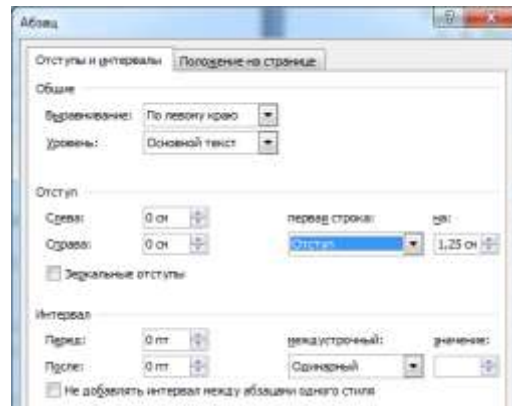 Абзац
Отступы и интервалы Положение на странице
Общие
Выравнивание: По левому краю
Уровень: Основной текст
Отступ
Слева: 0 см первая строка: на:
Справа: 0 см Отступ 1,25 см
Зеркальные отступы
Интервал
Перед: 0 пт междустрочный: значение:
После: 0 пт Одинарный
Не добавлять интервал между абзацами одного стиля